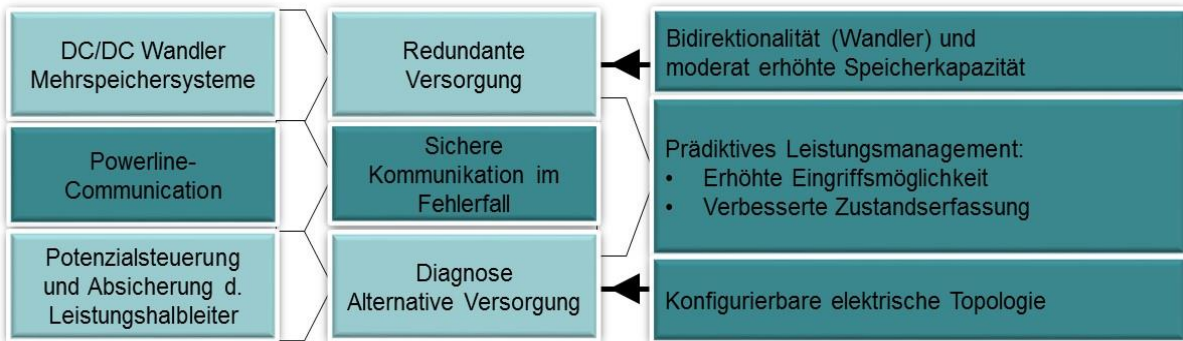 DC/DC Wandler
Mehrspeichersysteme
Redundante
Versorgung
Bidirektionalität (Wandler) und
moderat erhöhte Speicherkapazität
Powerline-
Communication
Sichere
Kommunikation im
Fehlerfall
Prädiktives Leistungsmanagement:
• Erhöhte Eingriffsmöglichkeit
• Verbesserte Zustandserfassung
Potenzialsteuerung
und Absicherung d.
Leistungshalbleiter
Diagnose
Alternative Versorgung
Konfigurierbare elektrische Topologie